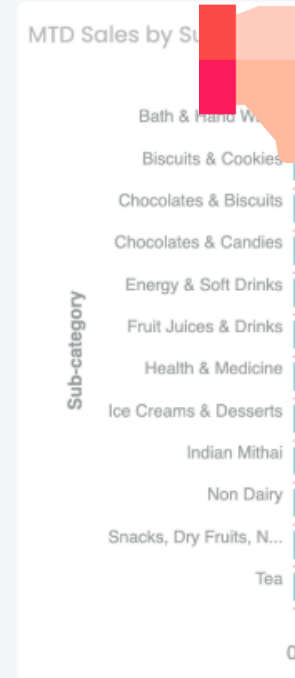 MTD Sales by
Bath & Hand
Biscuits & Cookies
Chocolates & Biscuits
Chocolates & Candies
Energy & Soft Drinks
Fruit Juices & Drinks
Health & Medicine
Ice Creams & Desserts
Indian Mithai
Non Dairy
Snacks, Dry Fruits, N...
Tea
Sub-category
0